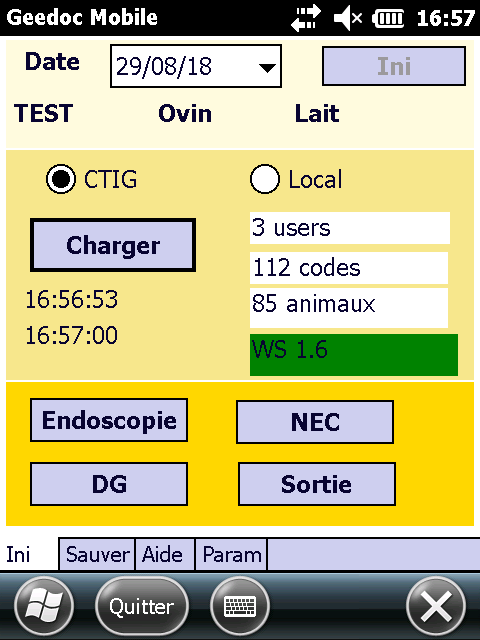 Geedoc Mobile 16:57
Date 29/08/18 Ini
TEST Ovin Lait
CTIG Local
Charger
3 users
112 codes
85 animaux
16:56:53
16:57:00
WS 1.6
Endoscopie NEC
DG Sortie
Ini Sauver Aide Param
Quitter